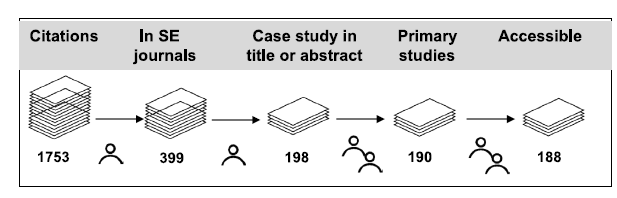 Citations
In SE
journals
Case study in
title or abstract
Primary
studies
Accessible
1753
399
198
190
188